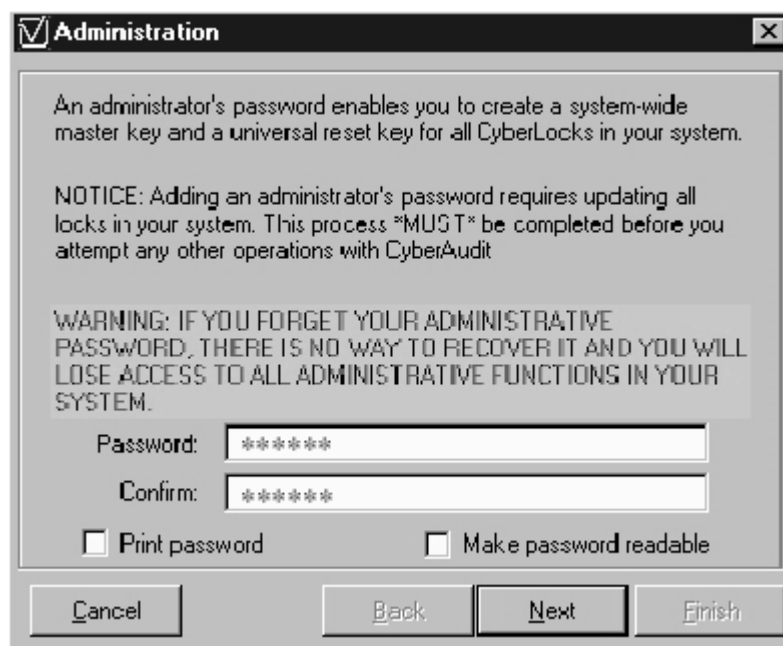 Administration
An administrator's password enables you to create a system-wide
master key and a universal reset key for all CyberLocks in your system.
NOTICE: Adding an administrator's password requires updating all
locks in your system. This process *MUST* be completed before you
attempt any other operations with CyberAudit
WARNING: IF YOU FORGET YOUR ADMINISTRATIVE
PASSWORD, THERE IS NO WAY TO RECOVER IT AND YOU WILL
LOSE ACCESS TO ALL ADMINISTRATIVE FUNCTIONS IN YOUR
SYSTEM.
Password: ******
Confirm: ******
Print password Make password readable
Cancel Back Next Finish